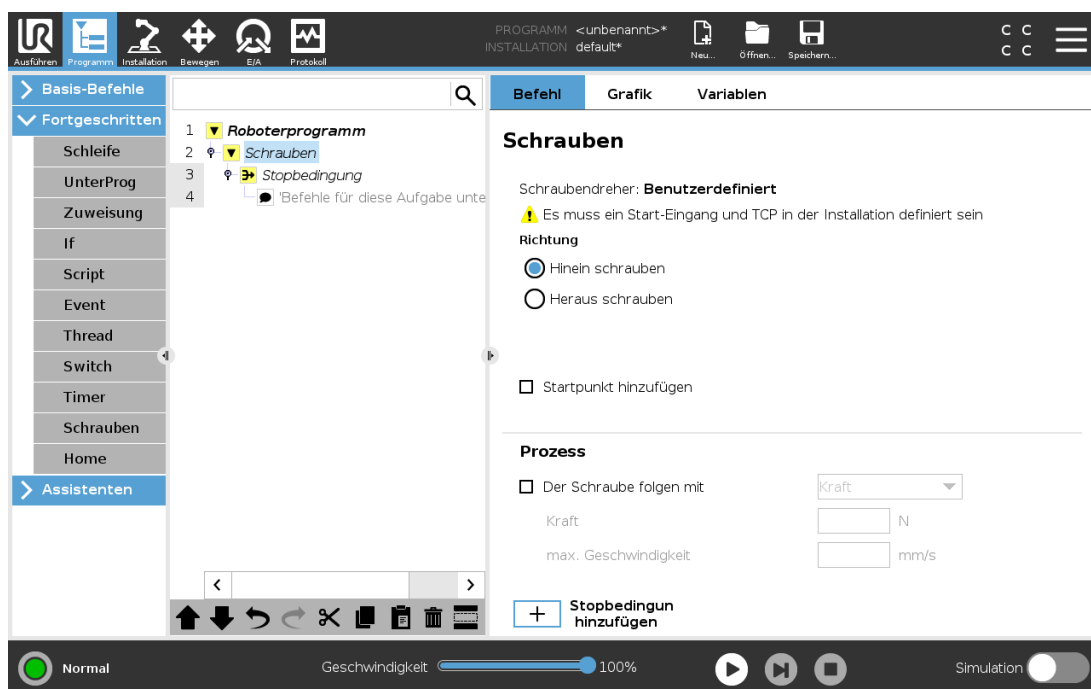 PROGRAMM <unbenannt>*
INSTALLATION default*
C C
C C
Ausführen Programm Installation Bewegen E/A Protokoll Neu... Öffnen... Speichern...
Basis-Befehle
Fortgeschritten
Schleife
UnterProg
Zuweisung
If
Script
Event
Thread
Switch
Timer
Schrauben
Home
Assistenten
1 Roboterprogramm
2 Schrauben
3 Stopbedingung
4 'Befehle für diese Aufgabe unte
Befehl Grafik Variablen
Schrauben
Schraubendreher: Benutzerdefiniert
Es muss ein Start-Eingang und TCP in der Installation definiert sein
Richtung
Hinein schrauben
Heraus schrauben
Startpunkt hinzufügen
Prozess
Der Schraube folgen mit Kraft
Kraft N
max. Geschwindigkeit mm/s
+ Stopbedingun
hinzufügen
Normal Geschwindigkeit 100% Simulation